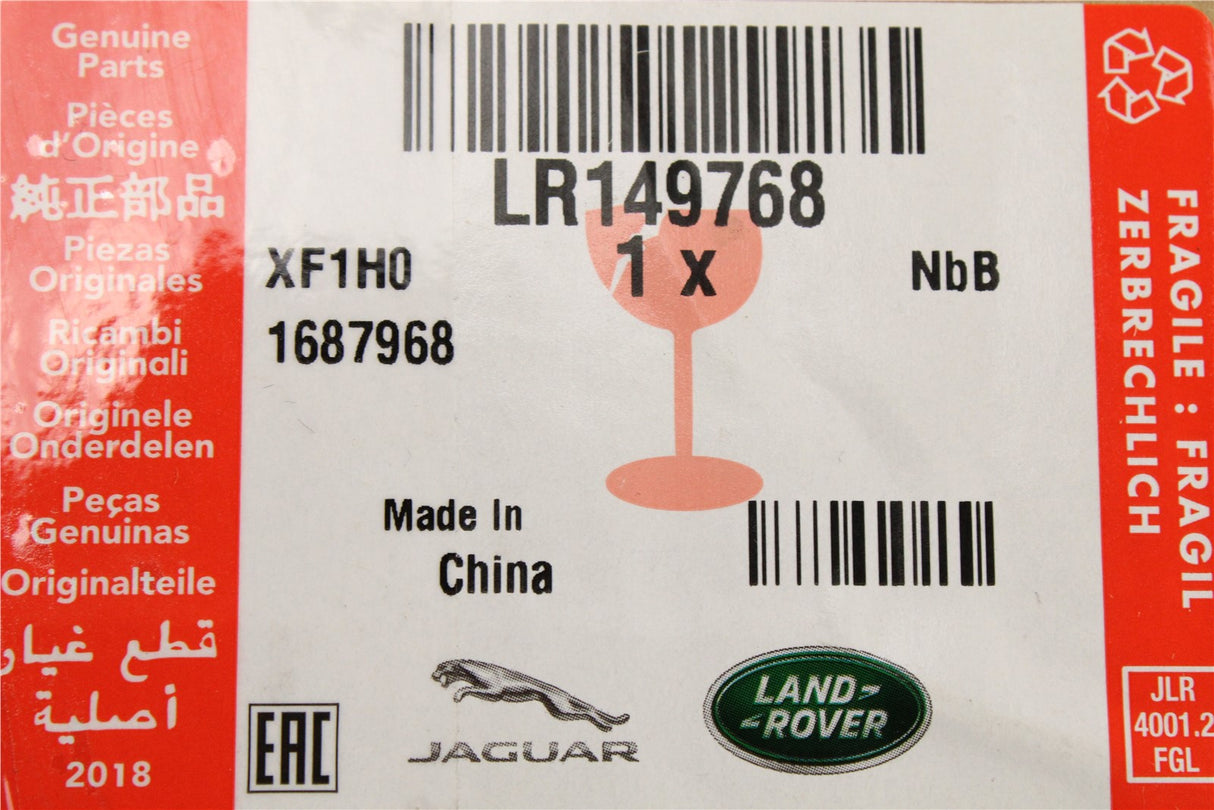 Genuine
Parts
Pièces
d'Origine
純正部品
Piezas
Originales
Ricambi
Originali
Originele
Onderdelen
Peças
Genuinas
Originalteile
قطع غيار
أصلية
2018
LR149768
XF1H0
1 x
NbB
1687968
Made In
China
EAC
JAGUAR
LAND-
-ROVER
FRAGILE : FRAGIL
ZERBRECHLICH
JLR
4001.2
FGL